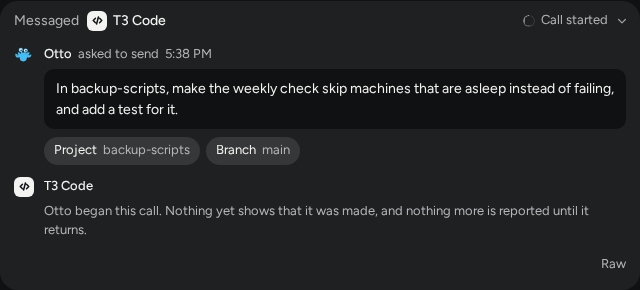 Messaged T3 Code Call started
Otto asked to send 5:38 PM
In backup-scripts, make the weekly check skip machines that are asleep instead of failing,
and add a test for it.
Project backup-scripts Branch main
T3 Code
Otto began this call. Nothing yet shows that it was made, and nothing more is reported until it
returns.
Raw